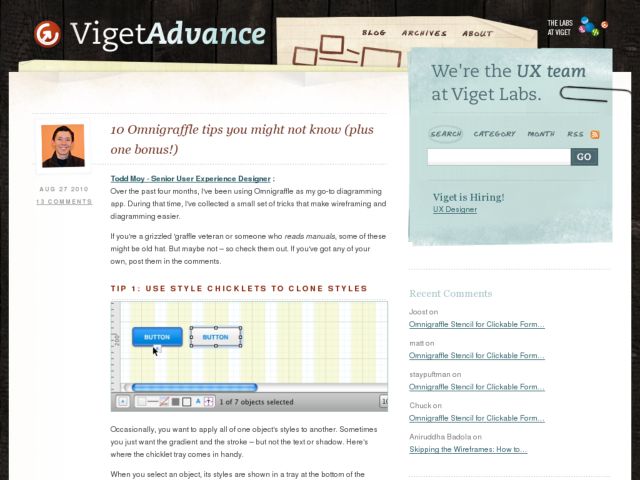 VigetAdvance
BLOG ARCHIVES ABOUT
THE LABS
AT VIGET
We're the UX team
at Viget Labs.
SEARCH CATEGORY MONTH RSS
GO
Viget is Hiring!
UX Designer
10 Omnigraffle tips you might not know (plus
one bonus!)
AUG 27 2010
13 COMMENTS
Todd Moy - Senior User Experience Designer :
Over the past four months, I've been using Omnigraffle as my go-to diagramming
app. During that time, I've collected a small set of tricks that make wireframing and
diagramming easier.
If you're a grizzled 'graffle veteran or someone who reads manuals, some of these
might be old hat. But maybe not – so check them out. If you've got any of your
own, post them in the comments.
TIP 1: USE STYLE CHICKLETS TO CLONE STYLES
200
BUTTON BUTTON
A
1 of 7 objects selected
10
Occasionally, you want to apply all of one object's styles to another. Sometimes
you just want the gradient and the stroke – but not the text or shadow. Here's
where the chicklet tray comes in handy.
When you select an object, its styles are shown in a tray at the bottom of the
Recent Comments
Joost on
Omnigraffle Stencil for Clickable Form...
matt on
Omnigraffle Stencil for Clickable Form...
stayputman on
Omnigraffle Stencil for Clickable Form...
Chuck on
Omnigraffle Stencil for Clickable Form...
Aniruddha Badola on
Skipping the Wireframes: How to...